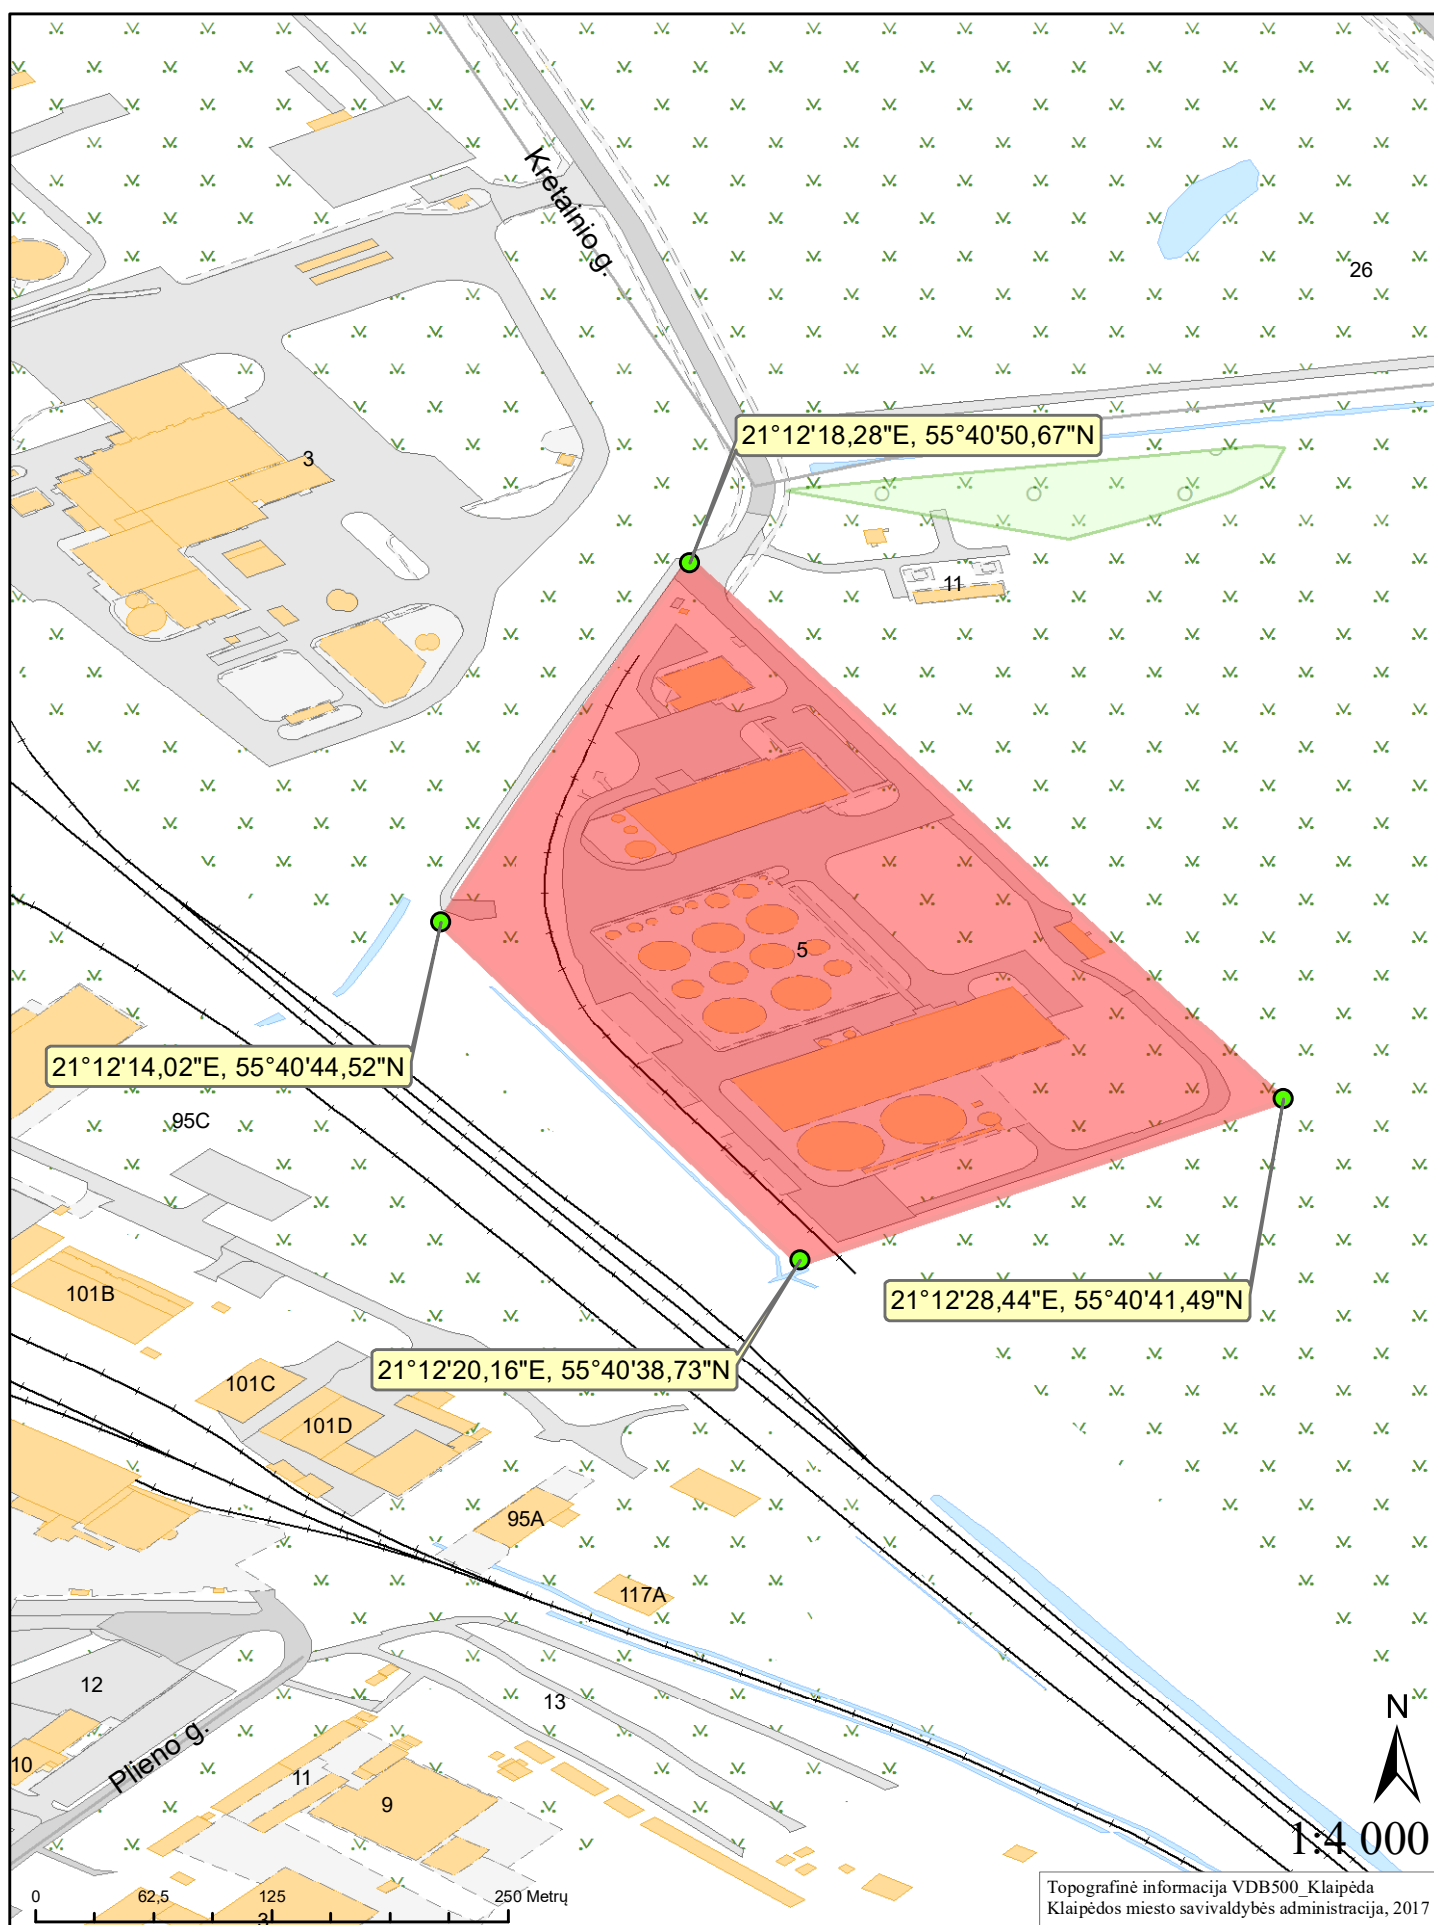 Kretainio g.
26
21°12'18,28"E, 55°40'50,67"N
3
11
5
21°12'14,02"E, 55°40'44,52"N
95C
101B
21°12'28,44"E, 55°40'41,49"N
21°12'20,16"E, 55°40'38,73"N
101C
101D
95A
117A
12
13
N
Plieno g.
10
11
9
1:4 000
0 62,5 125 250 Metrų
3
Topografinė informacija VDB500_Klaipėda
Klaipėdos miesto savivaldybės administracija, 2017